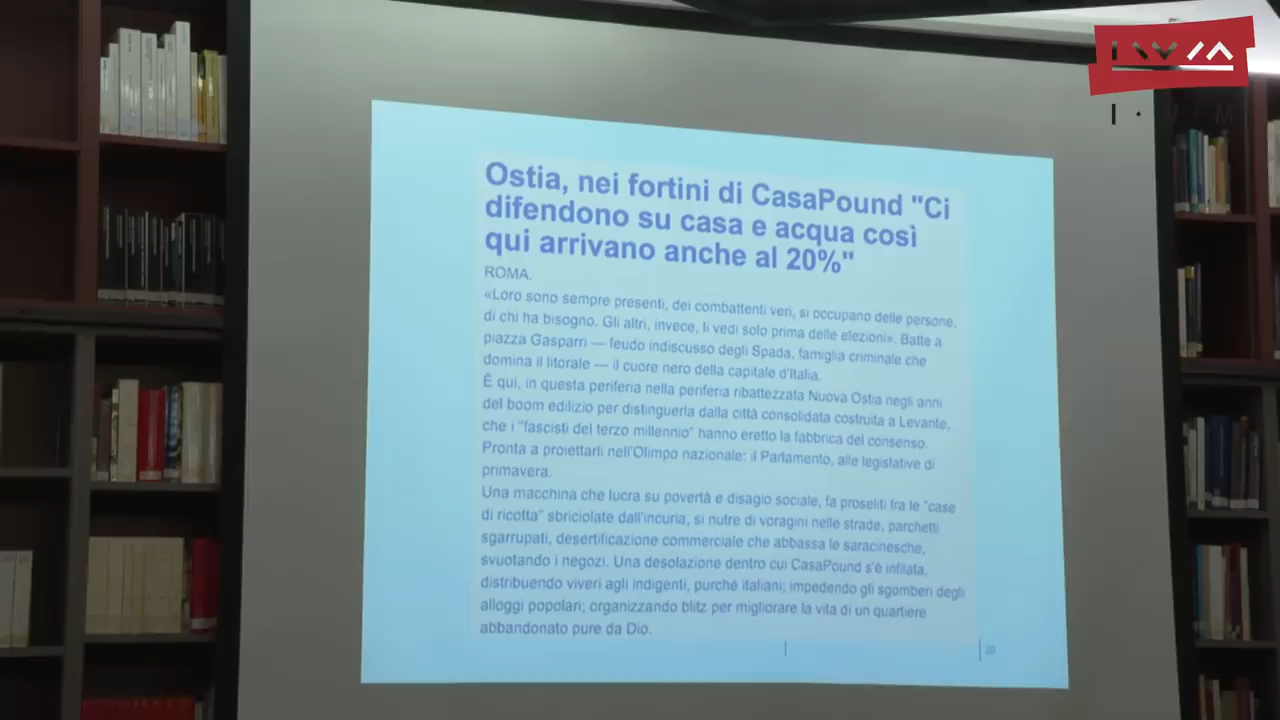 Ostia, nei fortini di CasaPound "Ci
difendono su casa e acqua così
qui arrivano anche al 20%"
ROMA.
«Loro sono sempre presenti, dei combattenti veri, si occupano delle persone,
di chi ha bisogno. Gli altri, invece, li vedi solo prima delle elezioni». Batte a
piazza Gasparri — feudo indiscusso degli Spada, famiglia criminale che
domina il litorale — il cuore nero della capitale d'Italia.
È qui, in questa periferia nella periferia ribattezzata Nuova Ostia negli anni
del boom edilizio per distinguerla dalla città consolidata costruita a Levante,
che i "fascisti del terzo millennio" hanno eretto la fabbrica del consenso.
Pronta a proiettarli nell'Olimpo nazionale: il Parlamento, alle legislative di
primavera.
Una macchina che lucra su povertà e disagio sociale, fa proseliti fra le "case
di ricotta" sbriciolate dall'incuria, si nutre di voragini nelle strade, parchetti
sgarrupati, desertificazione commerciale che abbassa le saracinesche,
svuotando i negozi. Una desolazione dentro cui CasaPound s'è infilata,
distribuendo viveri agli indigenti, purché italiani; impedendo gli sgomberi degli
alloggi popolari; organizzando blitz per migliorare la vita di un quartiere
abbandonato pure da Dio.